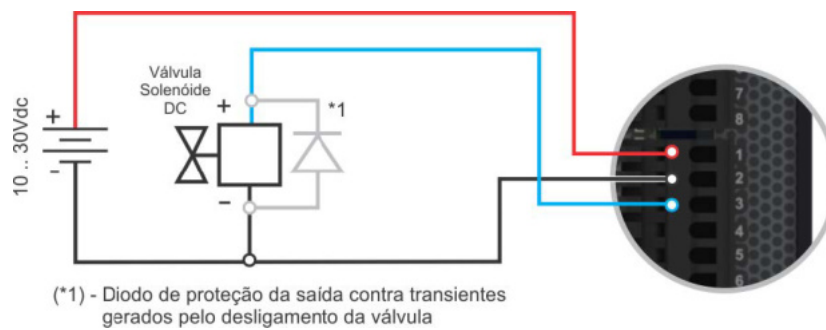 Válvula
Solenóide
DC
+
*1
+
-
-
10 .. 30Vdc
7
8
1
2
3
4
5
6
(*1) - Diodo de proteção da saída contra transientes
gerados pelo desligamento da válvula